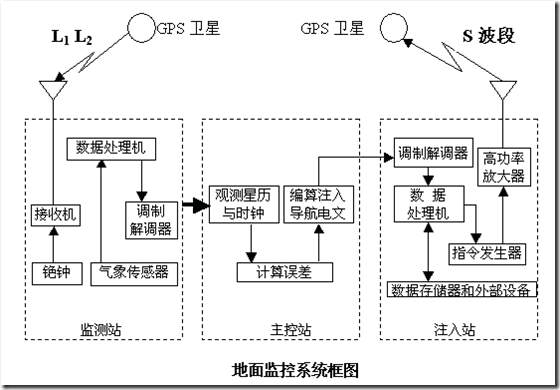 GPS 卫星
L1 L2
GPS 卫星
S 波段
数据处理机
接收机
调制
解调器
铯钟
气象传感器
监测站
观测星历
与时钟
编算注入
导航电文
计算误差
主控站
调制解调器
高功率
放大器
数 据
处理机
指令发生器
数据存储器和外部设备
注入站
地面监控系统框图